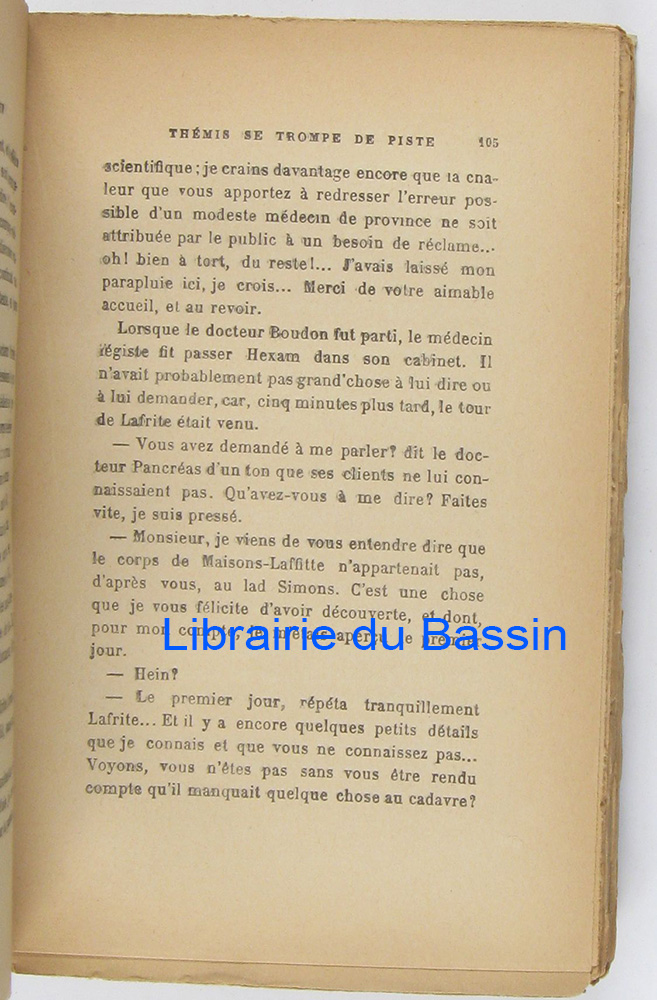 THÉMIS SE TROMPE DE PISTE 105
scientifique ; je crains davantage encore que la cha-
leur que vous apportez à redresser l'erreur pos-
sible d'un modeste médecin de province ne soit
attribuée par le public à un besoin de réclame...
oh! bien à tort, du reste!... J'avais laissé mon
parapluie ici, je crois... Merci de votre aimable
accueil, et au revoir.
Lorsque le docteur Boudon fut parti, le médecin
légiste fit passer Hexam dans son cabinet. Il
n'avait probablement pas grand'chose à lui dire ou
à lui demander, car, cinq minutes plus tard, le tour
de Lafrite était venu.
— Vous avez demandé à me parler? dit le doc-
teur Pancréas d'un ton que ses clients ne lui con-
naissaient pas. Qu'avez-vous à me dire? Faites
vite, je suis pressé.
— Monsieur, je viens de vous entendre dire que
le corps de Maisons-Laffitte n'appartenait pas,
d'après vous, au lad Simons. C'est une chose
que je vous félicite d'avoir découverte, et dont,
pour mon compte, je m'étais aperçu le premier
jour.
Librairie du Bassin
— Hein?
— Le premier jour, répéta tranquillement
Lafrite... Et il y a encore quelques petits détails
que je connais et que vous ne connaissez pas...
Voyons, vous n'êtes pas sans vous être rendu
compte qu'il manquait quelque chose au cadavre?